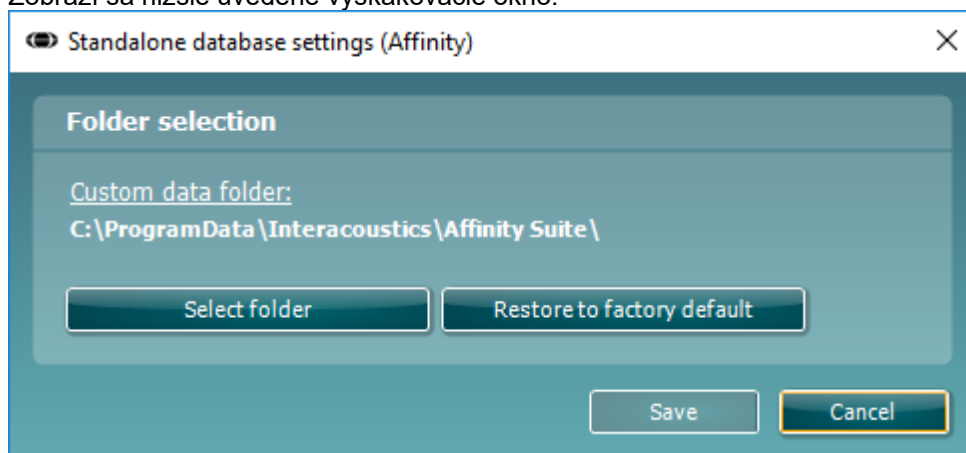 Zobrazí sa nižšie uvedené vyskakovacie okno:
Standalone database settings (Affinity)
Folder selection
Custom data folder:
C:\ProgramData\Interacoustics\Affinity Suite\
Select folder
Restore to factory default
Save
Cancel